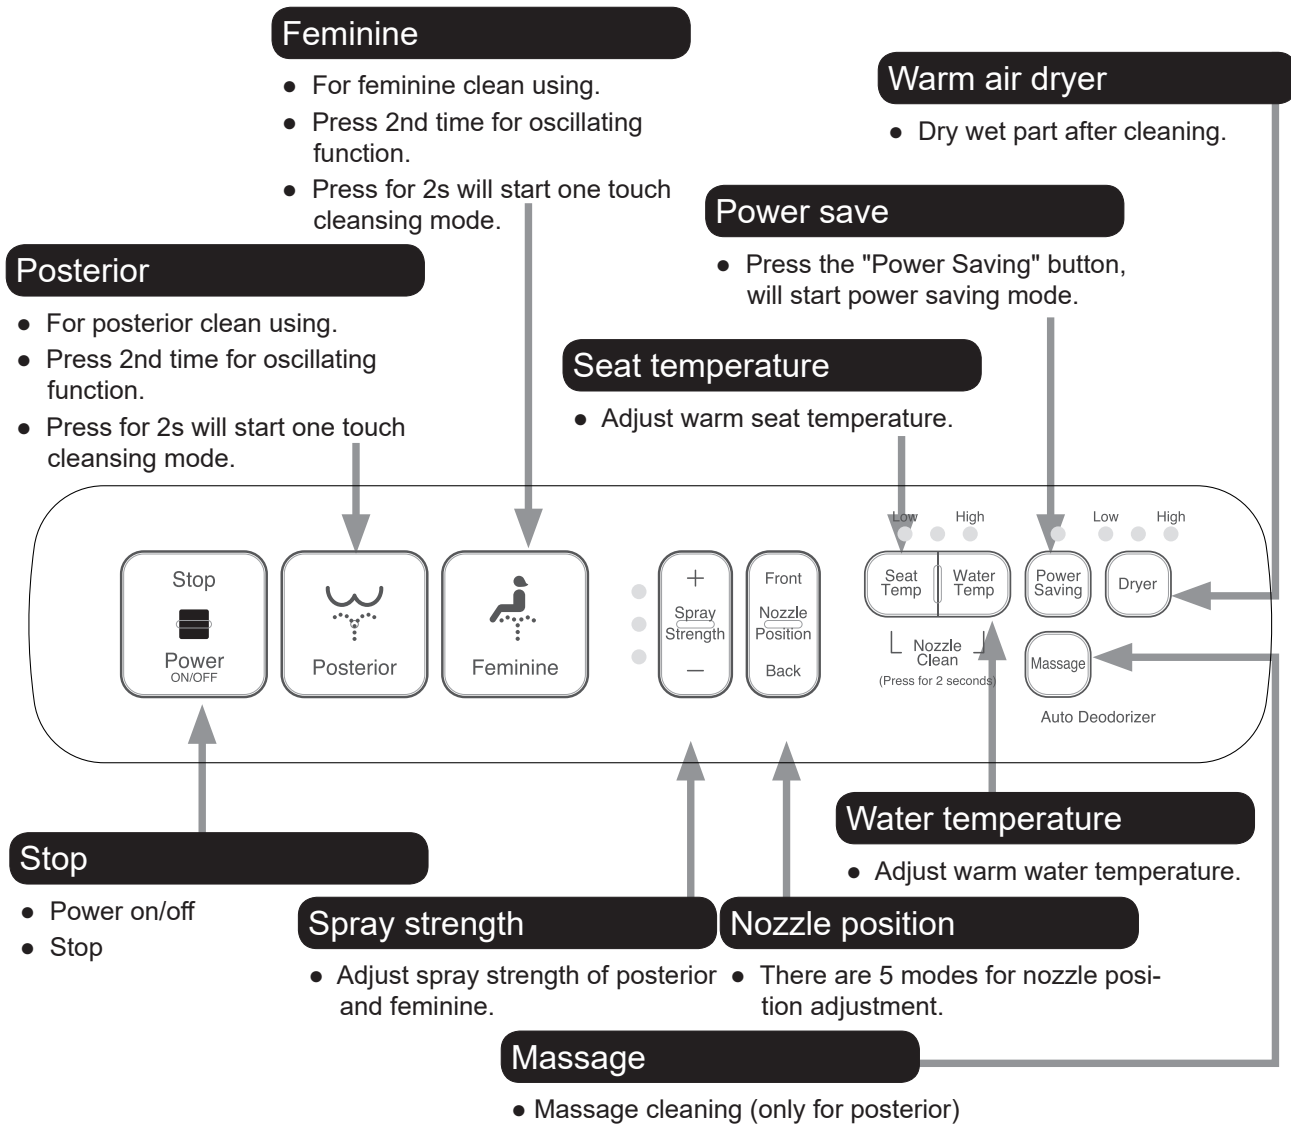 Feminine
● For feminine clean using.
● Press 2nd time for oscillating
function.
● Press for 2s will start one touch
cleansing mode.
Warm air dryer
● Dry wet part after cleaning.
Power save
● Press the "Power Saving" button,
will start power saving mode.
Posterior
● For posterior clean using.
● Press 2nd time for oscillating
function.
● Press for 2s will start one touch
cleansing mode.
Seat temperature
● Adjust warm seat temperature.
Stop
Power
ON/OFF
Posterior
Feminine
+
Spray
Strength
−
Front
Nozzle
Position
Back
Low
High
Seat
Temp
Water
Temp
Nozzle
Clean
(Press for 2 seconds)
Power
Saving
Low
High
Dryer
Massage
Auto Deodorizer
Water temperature
● Adjust warm water temperature.
Stop
● Power on/off
● Stop
Spray strength
● Adjust spray strength of posterior
and feminine.
Nozzle position
● There are 5 modes for nozzle posi-
tion adjustment.
Massage
● Massage cleaning (only for posterior)